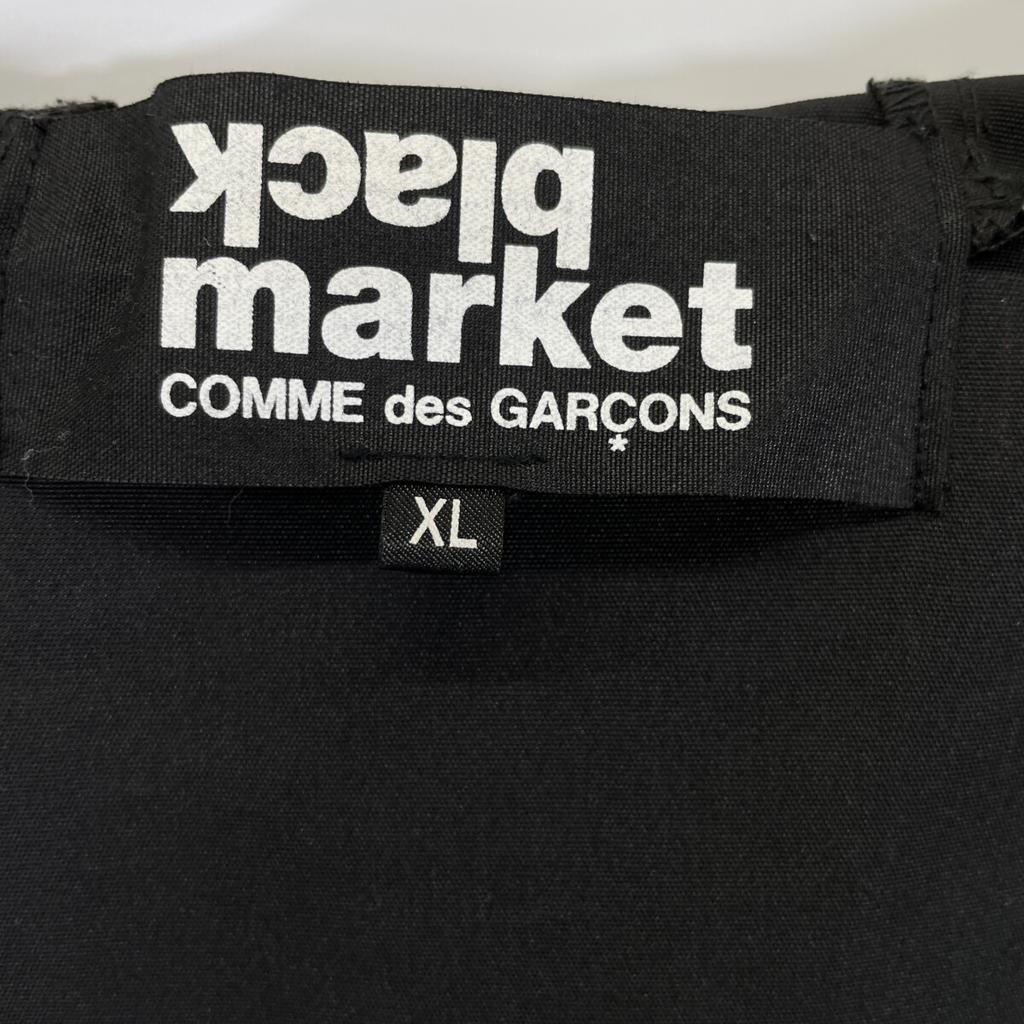 black
market
COMME des GARÇONS
*
XL